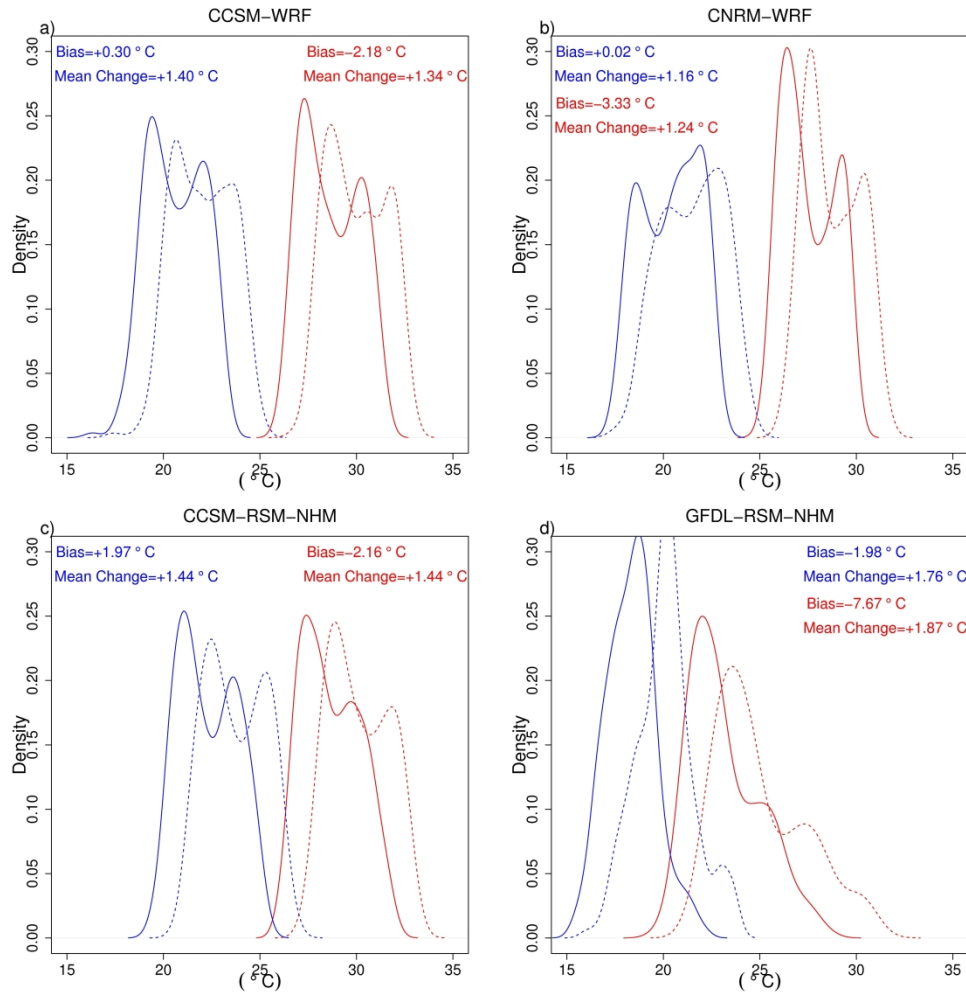 CCSM−WRF
a)
Bias=+0.30 ° C
Mean Change=+1.40 ° C
Bias=−2.18 ° C
Mean Change=+1.34 ° C
Density
0.30
0.25
0.20
0.15
0.10
0.05
0.00
15 20 25 30 35
( ° C)
CNRM−WRF
b)
Bias=+0.02 ° C
Mean Change=+1.16 ° C
Bias=−3.33 ° C
Mean Change=+1.24 ° C
Density
0.30
0.25
0.20
0.15
0.10
0.05
0.00
15 20 25 30 35
( ° C)
CCSM−RSM−NHM
c)
Bias=+1.97 ° C
Mean Change=+1.44 ° C
Bias=−2.16 ° C
Mean Change=+1.44 ° C
Density
0.30
0.25
0.20
0.15
0.10
0.05
0.00
15 20 25 30 35
( ° C)
GFDL−RSM−NHM
d)
Bias=−1.98 ° C
Mean Change=+1.76 ° C
Bias=−7.67 ° C
Mean Change=+1.87 ° C
Density
0.30
0.25
0.20
0.15
0.10
0.05
0.00
15 20 25 30 35
( ° C)